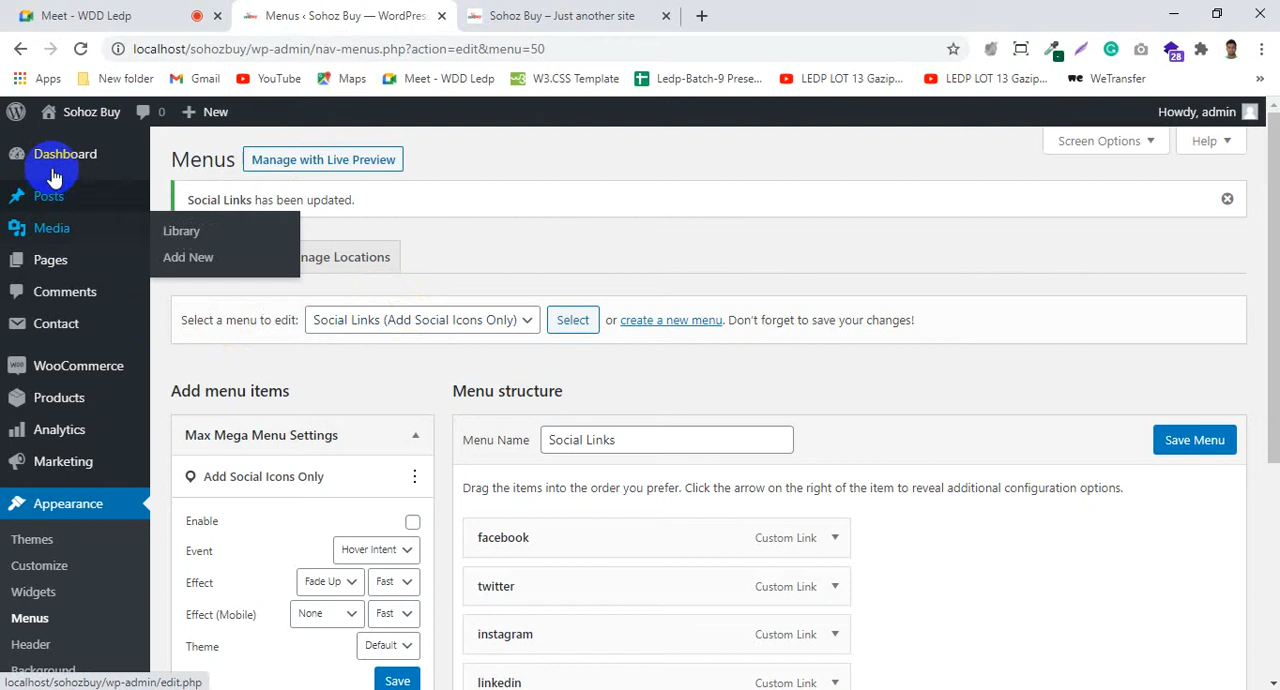 Meet - WDD Ledp
Menus ‹ Sohoz Buy — WordPress
Sohoz Buy – Just another site
localhost/sohozbuy/wp-admin/nav-menus.php?action=edit&menu=50
28
Apps
New folder
Gmail
YouTube
Maps
Meet - WDD Ledp
W3.CSS Template
Ledp-Batch-9 Prese...
LEDP LOT 13 Gazip...
LEDP LOT 13 Gazip...
WeTransfer
Sohoz Buy
0
New
Howdy, admin
Dashboard
Posts
Media
Library
Add New
Pages
Comments
Contact
WooCommerce
Products
Analytics
Marketing
Appearance
Themes
Customize
Widgets
Menus
Header
Background
localhost/sohozbuy/wp-admin/edit.php
Screen Options
Help
Menus
Manage with Live Preview
Social Links has been updated.
nage Locations
Select a menu to edit:
Social Links (Add Social Icons Only)
Select
or create a new menu. Don't forget to save your changes!
Add menu items
Max Mega Menu Settings
Add Social Icons Only
Enable
Event
Hover Intent
Effect
Fade Up
Fast
Effect (Mobile)
None
Fast
Theme
Default
Save
Menu structure
Menu Name
Social Links
Save Menu
Drag the items into the order you prefer. Click the arrow on the right of the item to reveal additional configuration options.
facebook
Custom Link
twitter
Custom Link
instagram
Custom Link
linkedin
Custom Link